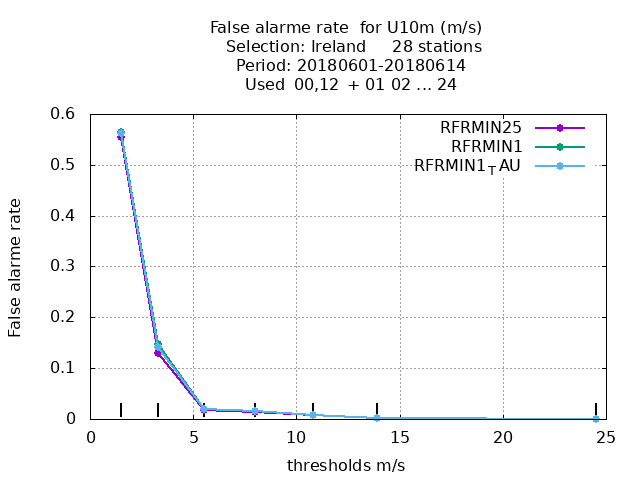 False alarme rate  for U10m (m/s)
Selection: Ireland     28 stations
Period: 20180601-20180614
Used  00,12  + 01 02 ... 24
RFRMIN25
RFRMIN1
RFRMIN1TAU
0.6
0.5
0.4
0.3
0.2
0.1
0
False alarme rate
0 5 10 15 20 25
thresholds m/s